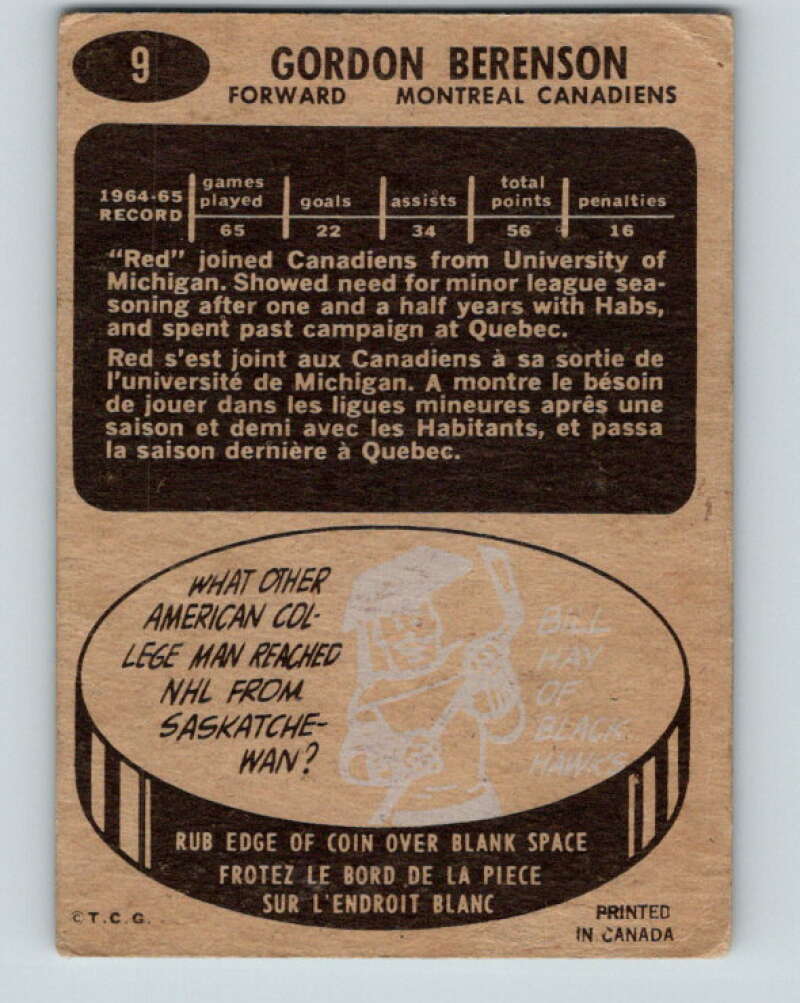 9
GORDON BERENSON
FORWARD MONTREAL CANADIENS
1964-65 RECORD games played goals assists total points penalties
65 22 34 56 16
"Red" joined Canadiens from University of
Michigan. Showed need for minor league sea-
soning after one and a half years with Habs,
and spent past campaign at Quebec.
Red s'est joint aux Canadiens à sa sortie de
l'université de Michigan. A montre le bésoin
de jouer dans les ligues mineures aprês une
saison et demi avec les Habitants, et passa
la saison dernière à Quebec.
WHAT OTHER
AMERICAN COL-
LEGE MAN REACHED
NHL FROM
SASKATCHE-
WAN?
BILL
HAY
OF
BLACK
HAWKS
RUB EDGE OF COIN OVER BLANK SPACE
FROTEZ LE BORD DE LA PIECE
SUR L'ENDROIT BLANC
© T.C.G.
PRINTED
IN CANADA